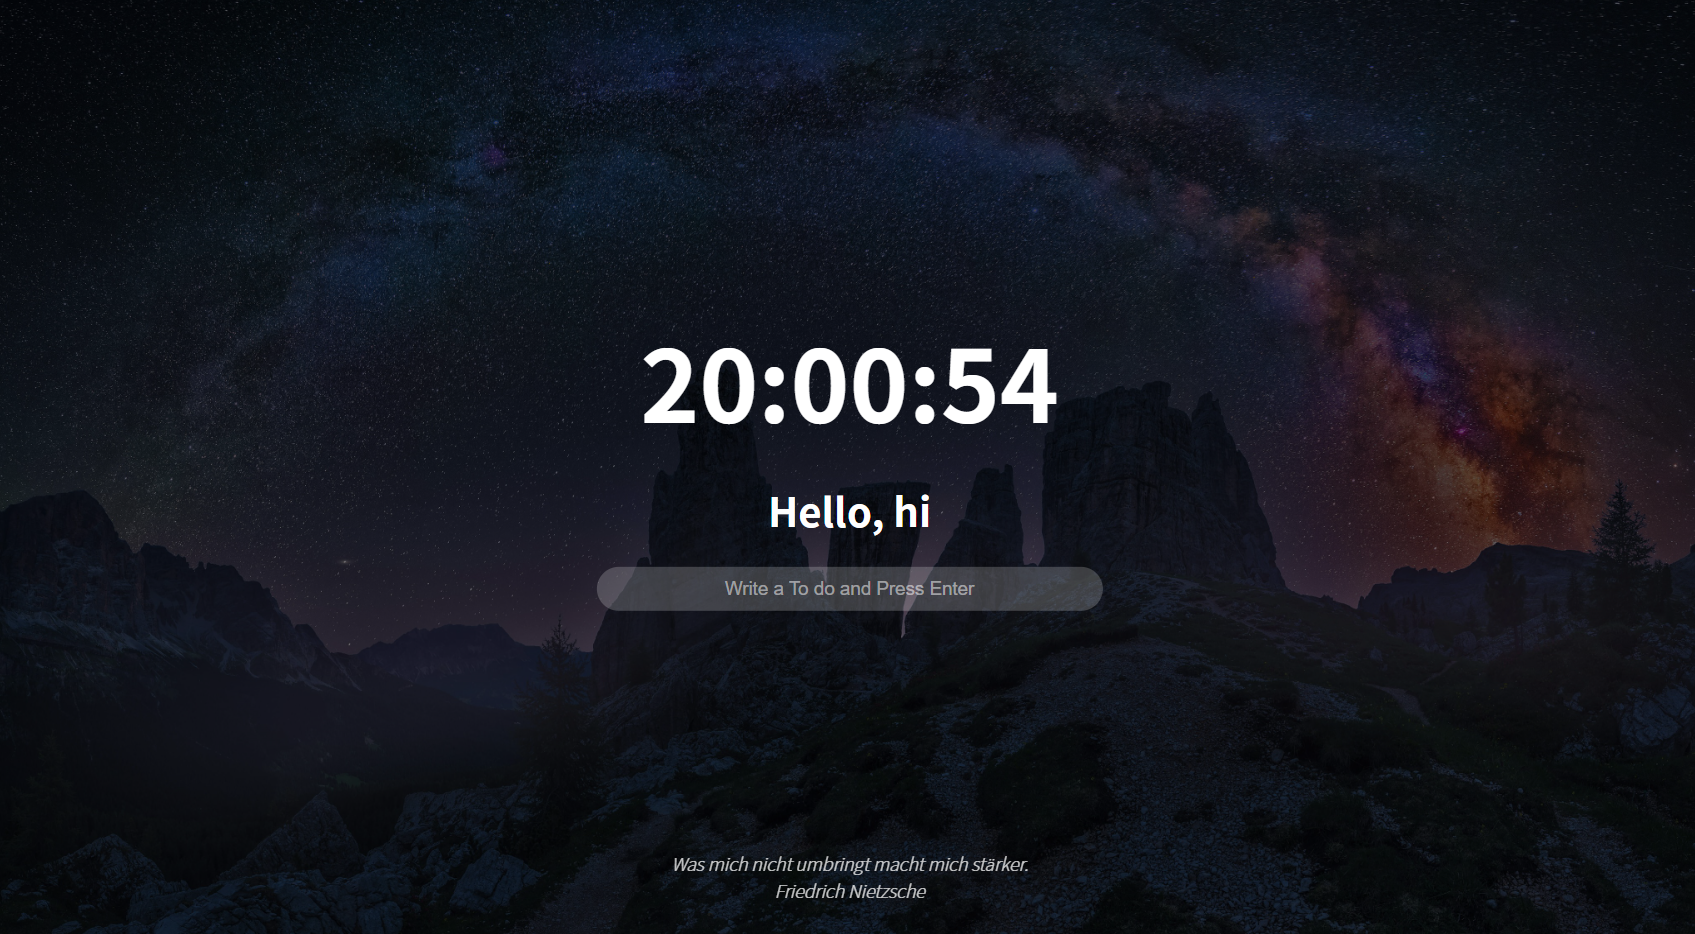 20:00:54
Hello, hi
Write a To do and Press Enter
Was mich nicht umbringt macht mich stärker.
Friedrich Nietzsche